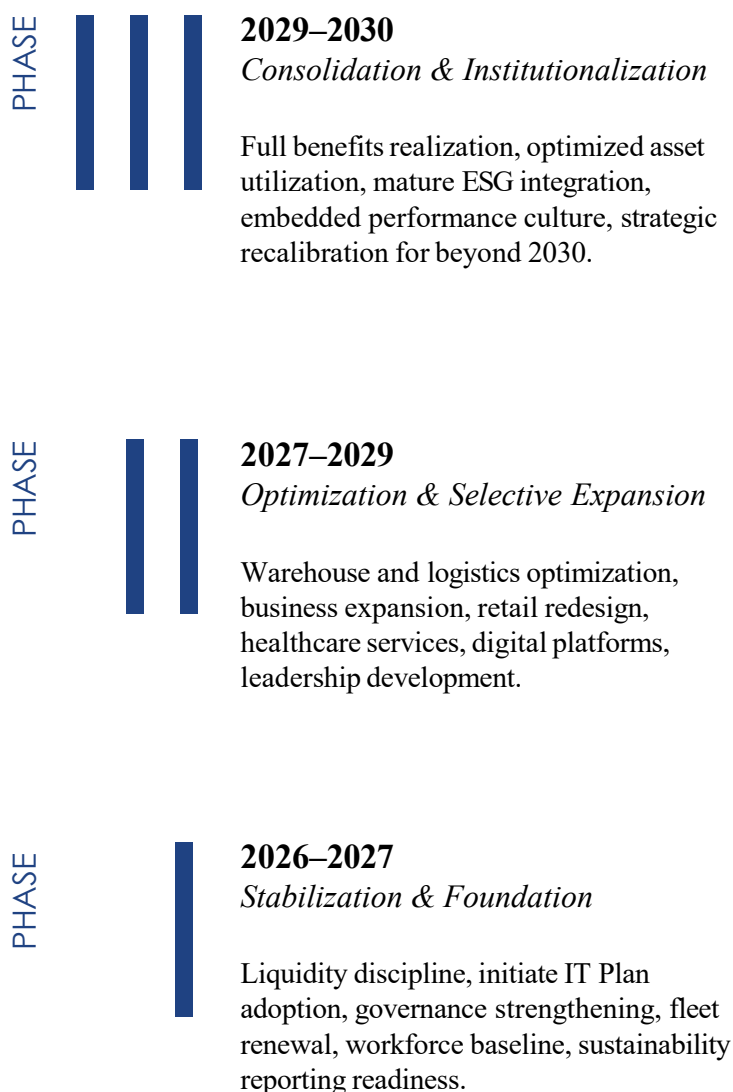 PHASE
III
2029–2030
Consolidation & Institutionalization
Full benefits realization, optimized asset
utilization, mature ESG integration,
embedded performance culture, strategic
recalibration for beyond 2030.
PHASE
II
2027–2029
Optimization & Selective Expansion
Warehouse and logistics optimization,
business expansion, retail redesign,
healthcare services, digital platforms,
leadership development.
PHASE
I
2026–2027
Stabilization & Foundation
Liquidity discipline, initiate IT Plan
adoption, governance strengthening, fleet
renewal, workforce baseline, sustainability
reporting readiness.